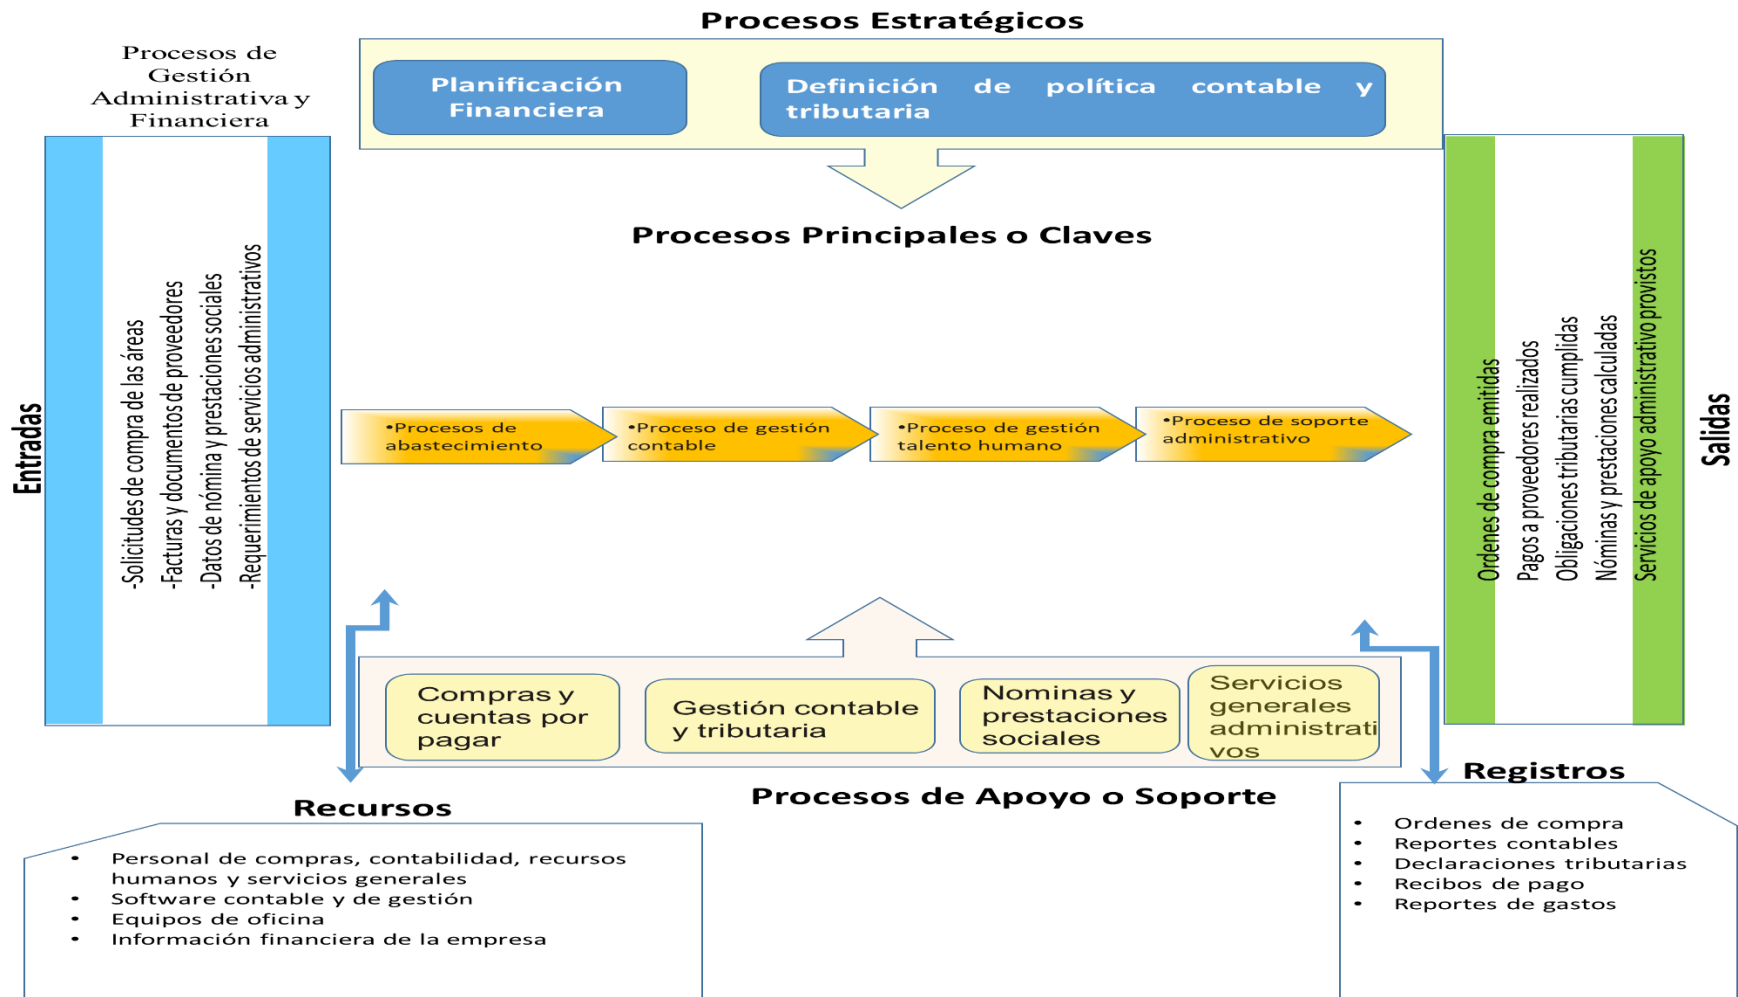 Procesos Estratégicos
Procesos de
Gestión
Administrativa y
Financiera
Planificación
Financiera
Definición de política contable y
tributaria
Procesos Principales o Claves
Entradas
-Solicitudes de compra de las áreas
-Facturas y documentos de proveedores
-Datos de nómina y prestaciones sociales
-Requerimientos de servicios administrativos
•Procesos de
abastecimiento
•Proceso de gestión
contable
•Proceso de gestión
talento humano
•Proceso de soporte
administrativo
Ordenes de compra emitidas
Pagos a proveedores realizados
Obligaciones tributarias cumplidas
Nóminas y prestaciones calculadas
Servicios de apoyo administrativo provistos
Salidas
Compras y
cuentas por
pagar
Gestión contable
y tributaria
Nominas y
prestaciones
sociales
Servicios
generales
administrati
vos
Procesos de Apoyo o Soporte
Recursos
• Personal de compras, contabilidad, recursos
humanos y servicios generales
• Software contable y de gestión
• Equipos de oficina
• Información financiera de la empresa
Registros
• Ordenes de compra
• Reportes contables
• Declaraciones tributarias
• Recibos de pago
• Reportes de gastos